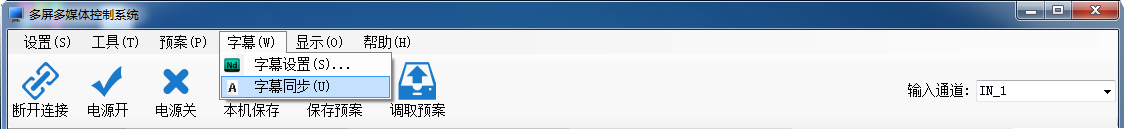 多屏多媒体控制系统
设置(S) 工具(T) 预案(P) 字幕(W) 显示(O) 帮助(H)
Nd 字幕设置(S)...
A 字幕同步(U)
断开连接 电源开 电源关 本机保存 保存预案 调取预案
输入通道: IN_1